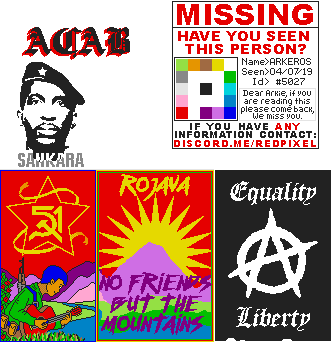 ACAB
SANKARA
MISSING
HAVE YOU SEEN
THIS PERSON?
Name>ARKEROS
Seen>04/07/19
Id> #5027
Dear Arkie, if you
are reading this
please come back,
We miss you.
IF YOU HAVE ANY
INFORMATION CONTACT:
DISCORD.ME/REDPIXEL
51
ROJAVA
NO FRIENDS
BUT THE
MOUNTAINS
Equality
Liberty